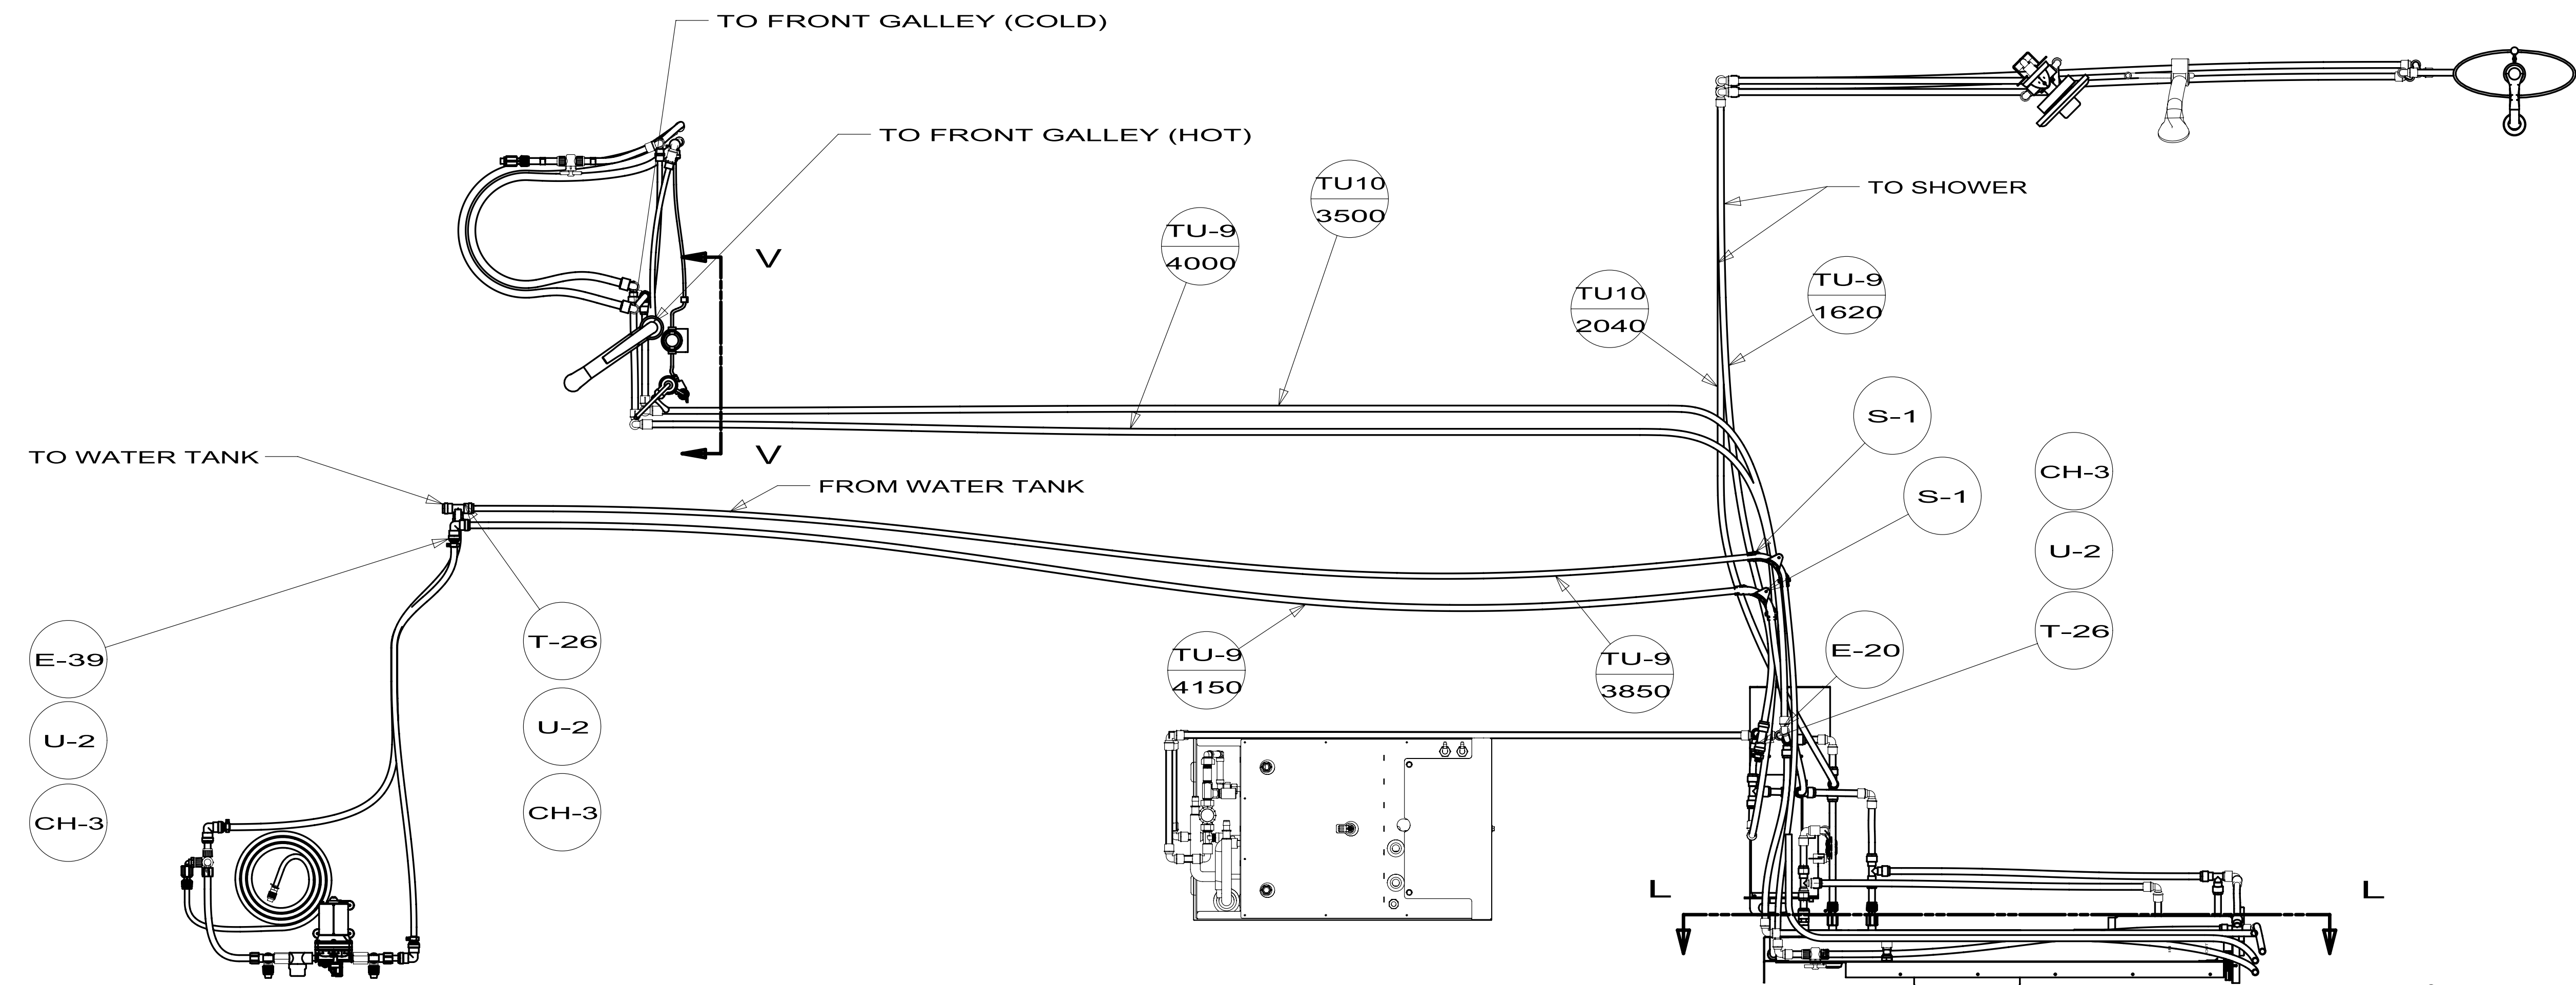 TO FRONT GALLEY (COLD)
TO FRONT GALLEY (HOT)
TU10
3500
TO SHOWER
TU-9
4000
V
TU10
2040
TU-9
1620
S-1
V
TO WATER TANK
FROM WATER TANK
CH-3
S-1
U-2
E-39
T-26
TU-9
4150
TU-9
3850
E-20
T-26
U-2
U-2
CH-3
CH-3
L
L